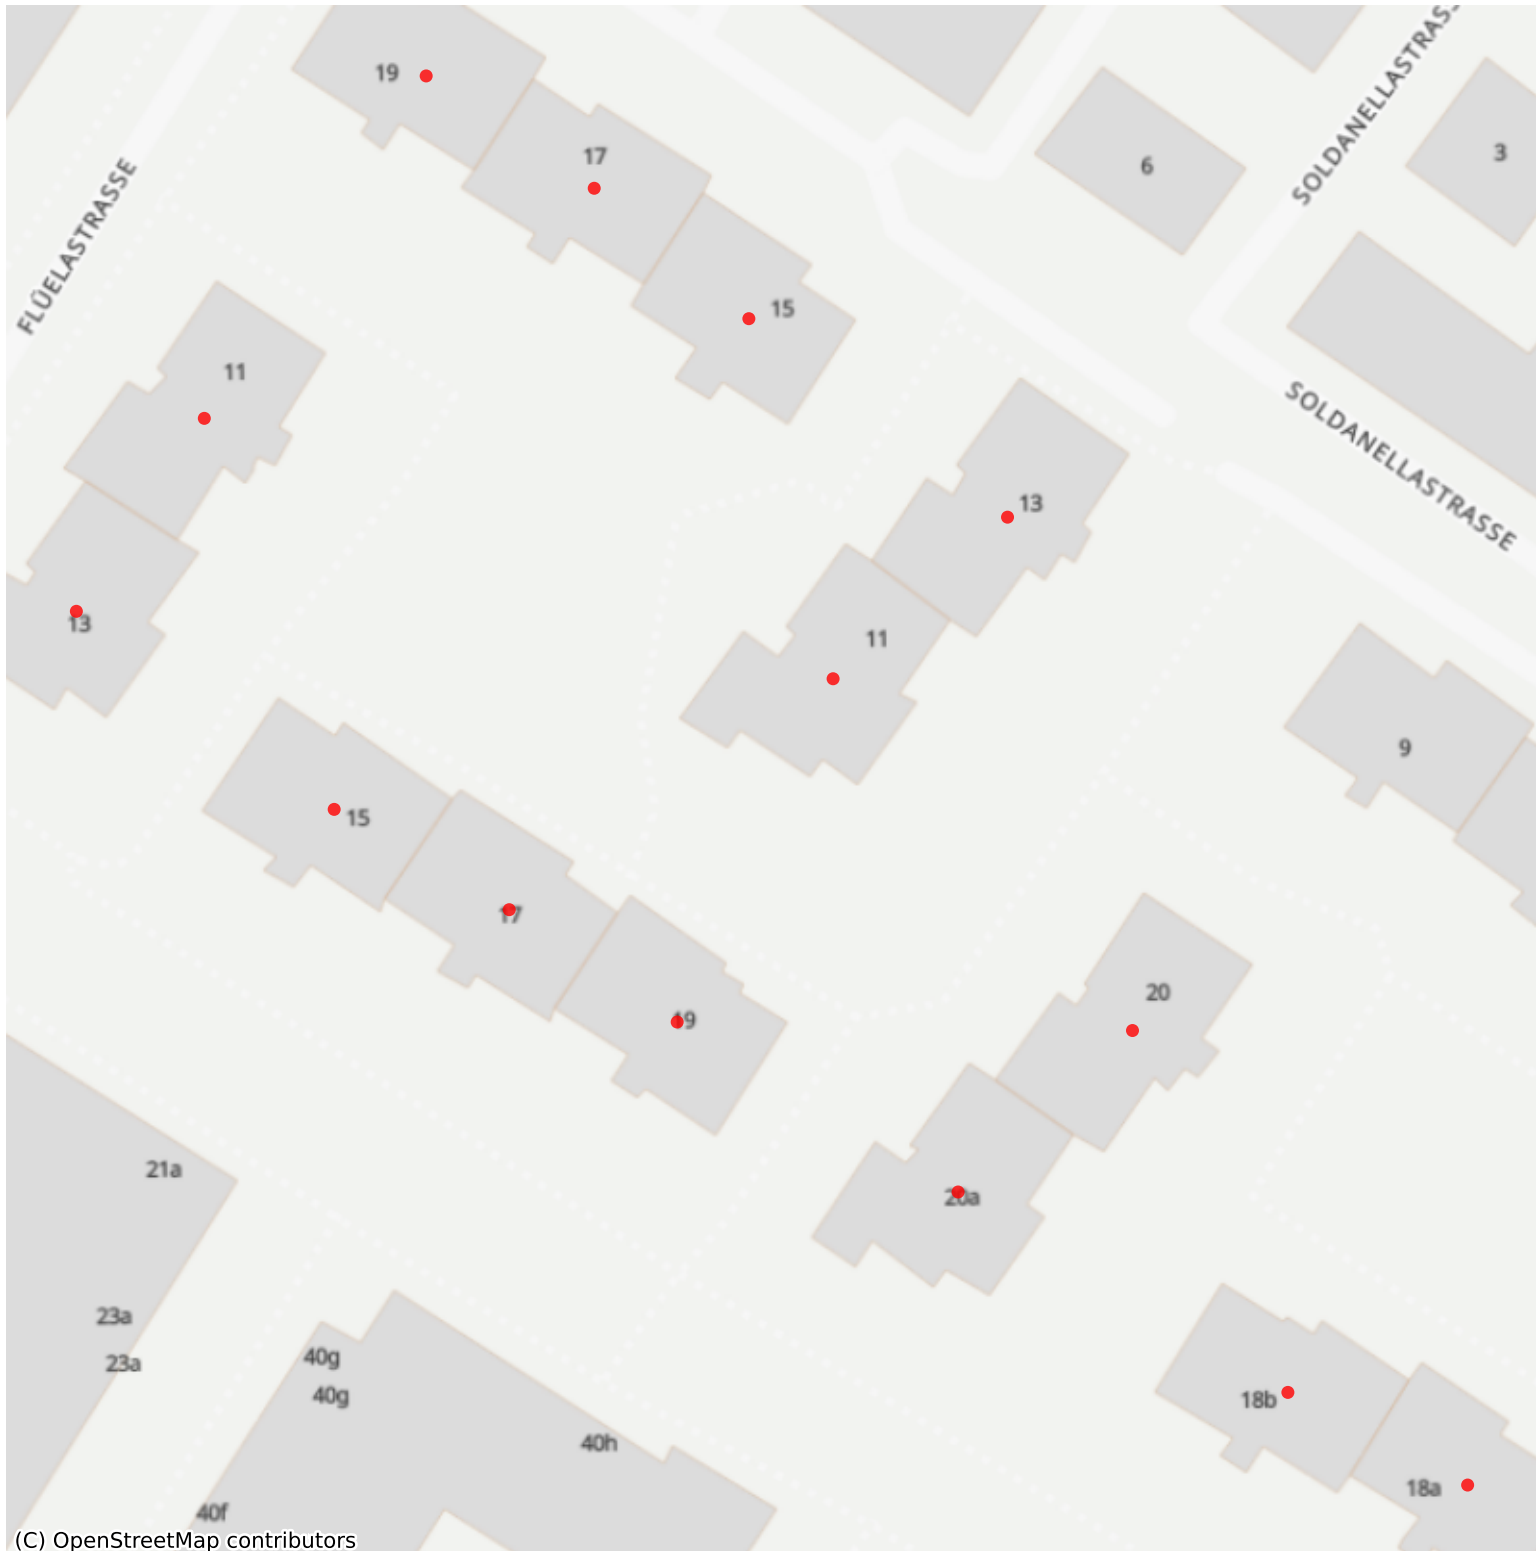 19
17
15
6
SOLDANELLASTRASS
3
FLÜELASTRASSE
11
13
SOLDANELLASTRASSE
13
11
9
15
17
19
20
20a
21a
23a
23a
40g
40g
40h
40f
18b
18a
(C) OpenStreetMap contributors